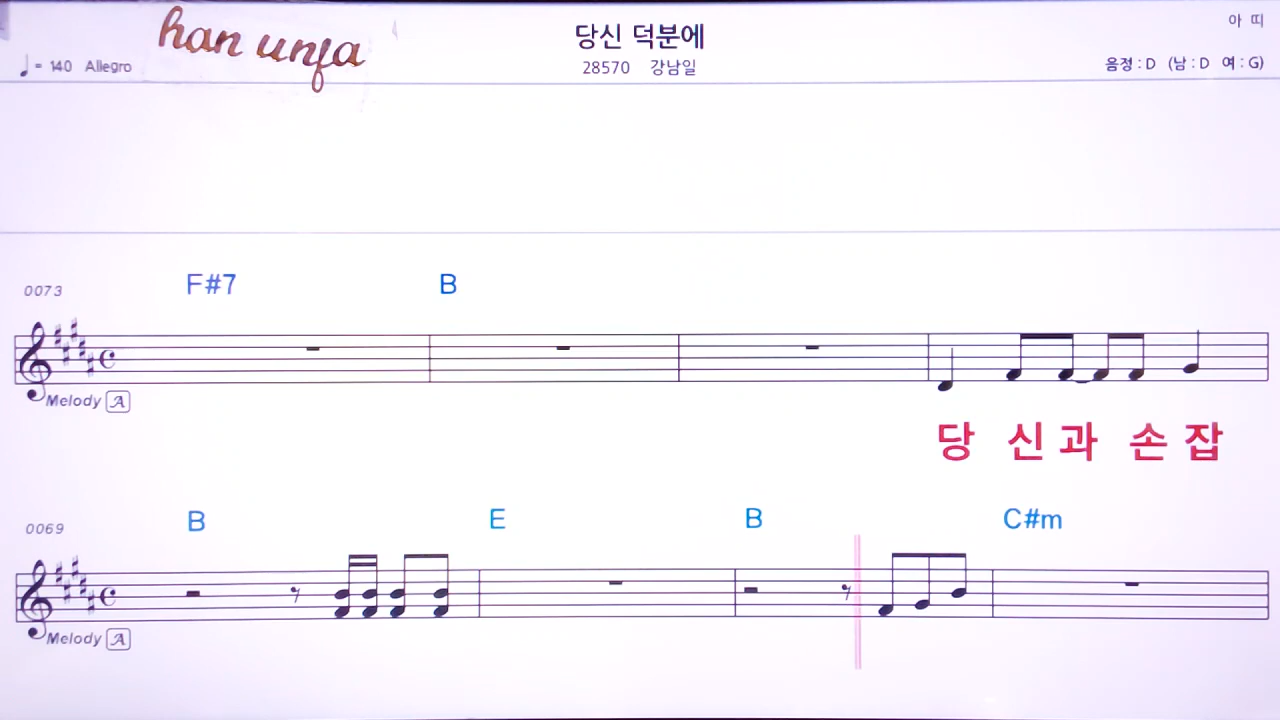 han unfa
당신 덕분에
아 띠
♩= 140 Allegro
28570 강남일
음정 : D (남 : D 여 : G)
0073
F#7 B
Melody A
당 신 과 손 잡
0069
B E B C#m
Melody A